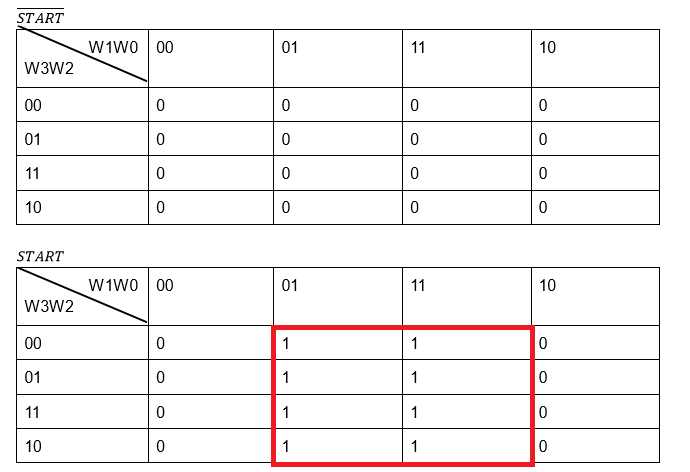 START
W1W0 00 01 11 10
W3W2
00 0 0 0 0
01 0 0 0 0
11 0 0 0 0
10 0 0 0 0
START
W1W0 00 01 11 10
W3W2
00 0 1 1 0
01 0 1 1 0
11 0 1 1 0
10 0 1 1 0